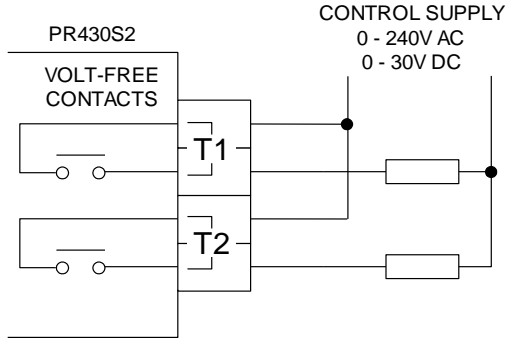 CONTROL SUPPLY
0 - 240V AC
0 - 30V DC
PR430S2
VOLT-FREE
CONTACTS
T1
T2